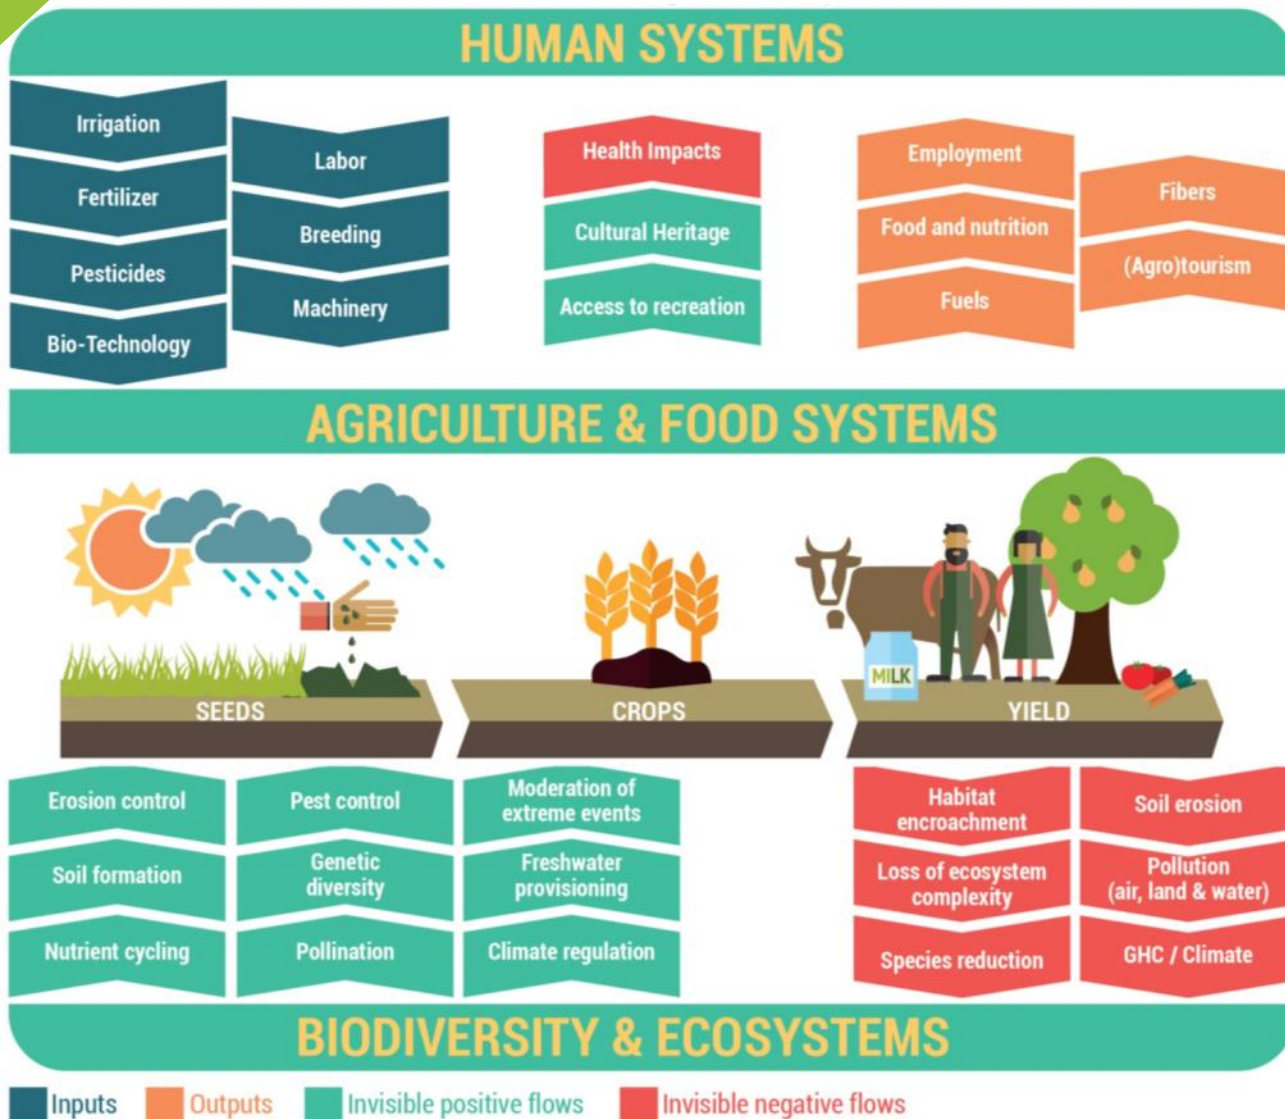 HUMAN SYSTEMS
Irrigation
Fertilizer
Pesticides
Bio-Technology
Labor
Breeding
Machinery
Health Impacts
Cultural Heritage
Access to recreation
Employment
Food and nutrition
Fuels
Fibers
(Agro)tourism
AGRICULTURE & FOOD SYSTEMS
MILK
SEEDS
CROPS
YIELD
Erosion control
Soil formation
Nutrient cycling
Pest control
Genetic
diversity
Pollination
Moderation of
extreme events
Freshwater
provisioning
Climate regulation
Habitat
encroachment
Loss of ecosystem
complexity
Species reduction
Soil erosion
Pollution
(air, land & water)
GHC / Climate
BIODIVERSITY & ECOSYSTEMS
Inputs
Outputs
Invisible positive flows
Invisible negative flows